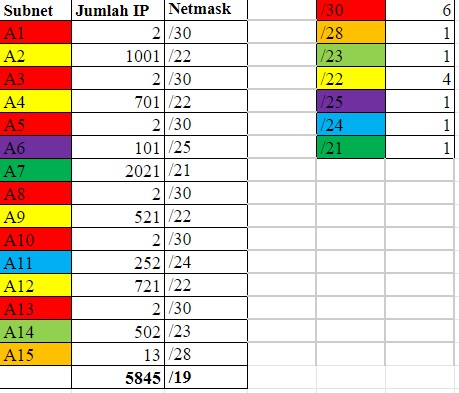 Subnet Jumlah IP Netmask /30 6
A1 2 /30 /28 1
A2 1001 /22 /23 1
A3 2 /30 /22 4
A4 701 /22 /25 1
A5 2 /30 /24 1
A6 101 /25 /21 1
A7 2021 /21
A8 2 /30
A9 521 /22
A10 2 /30
A11 252 /24
A12 721 /22
A13 2 /30
A14 502 /23
A15 13 /28
5845 /19